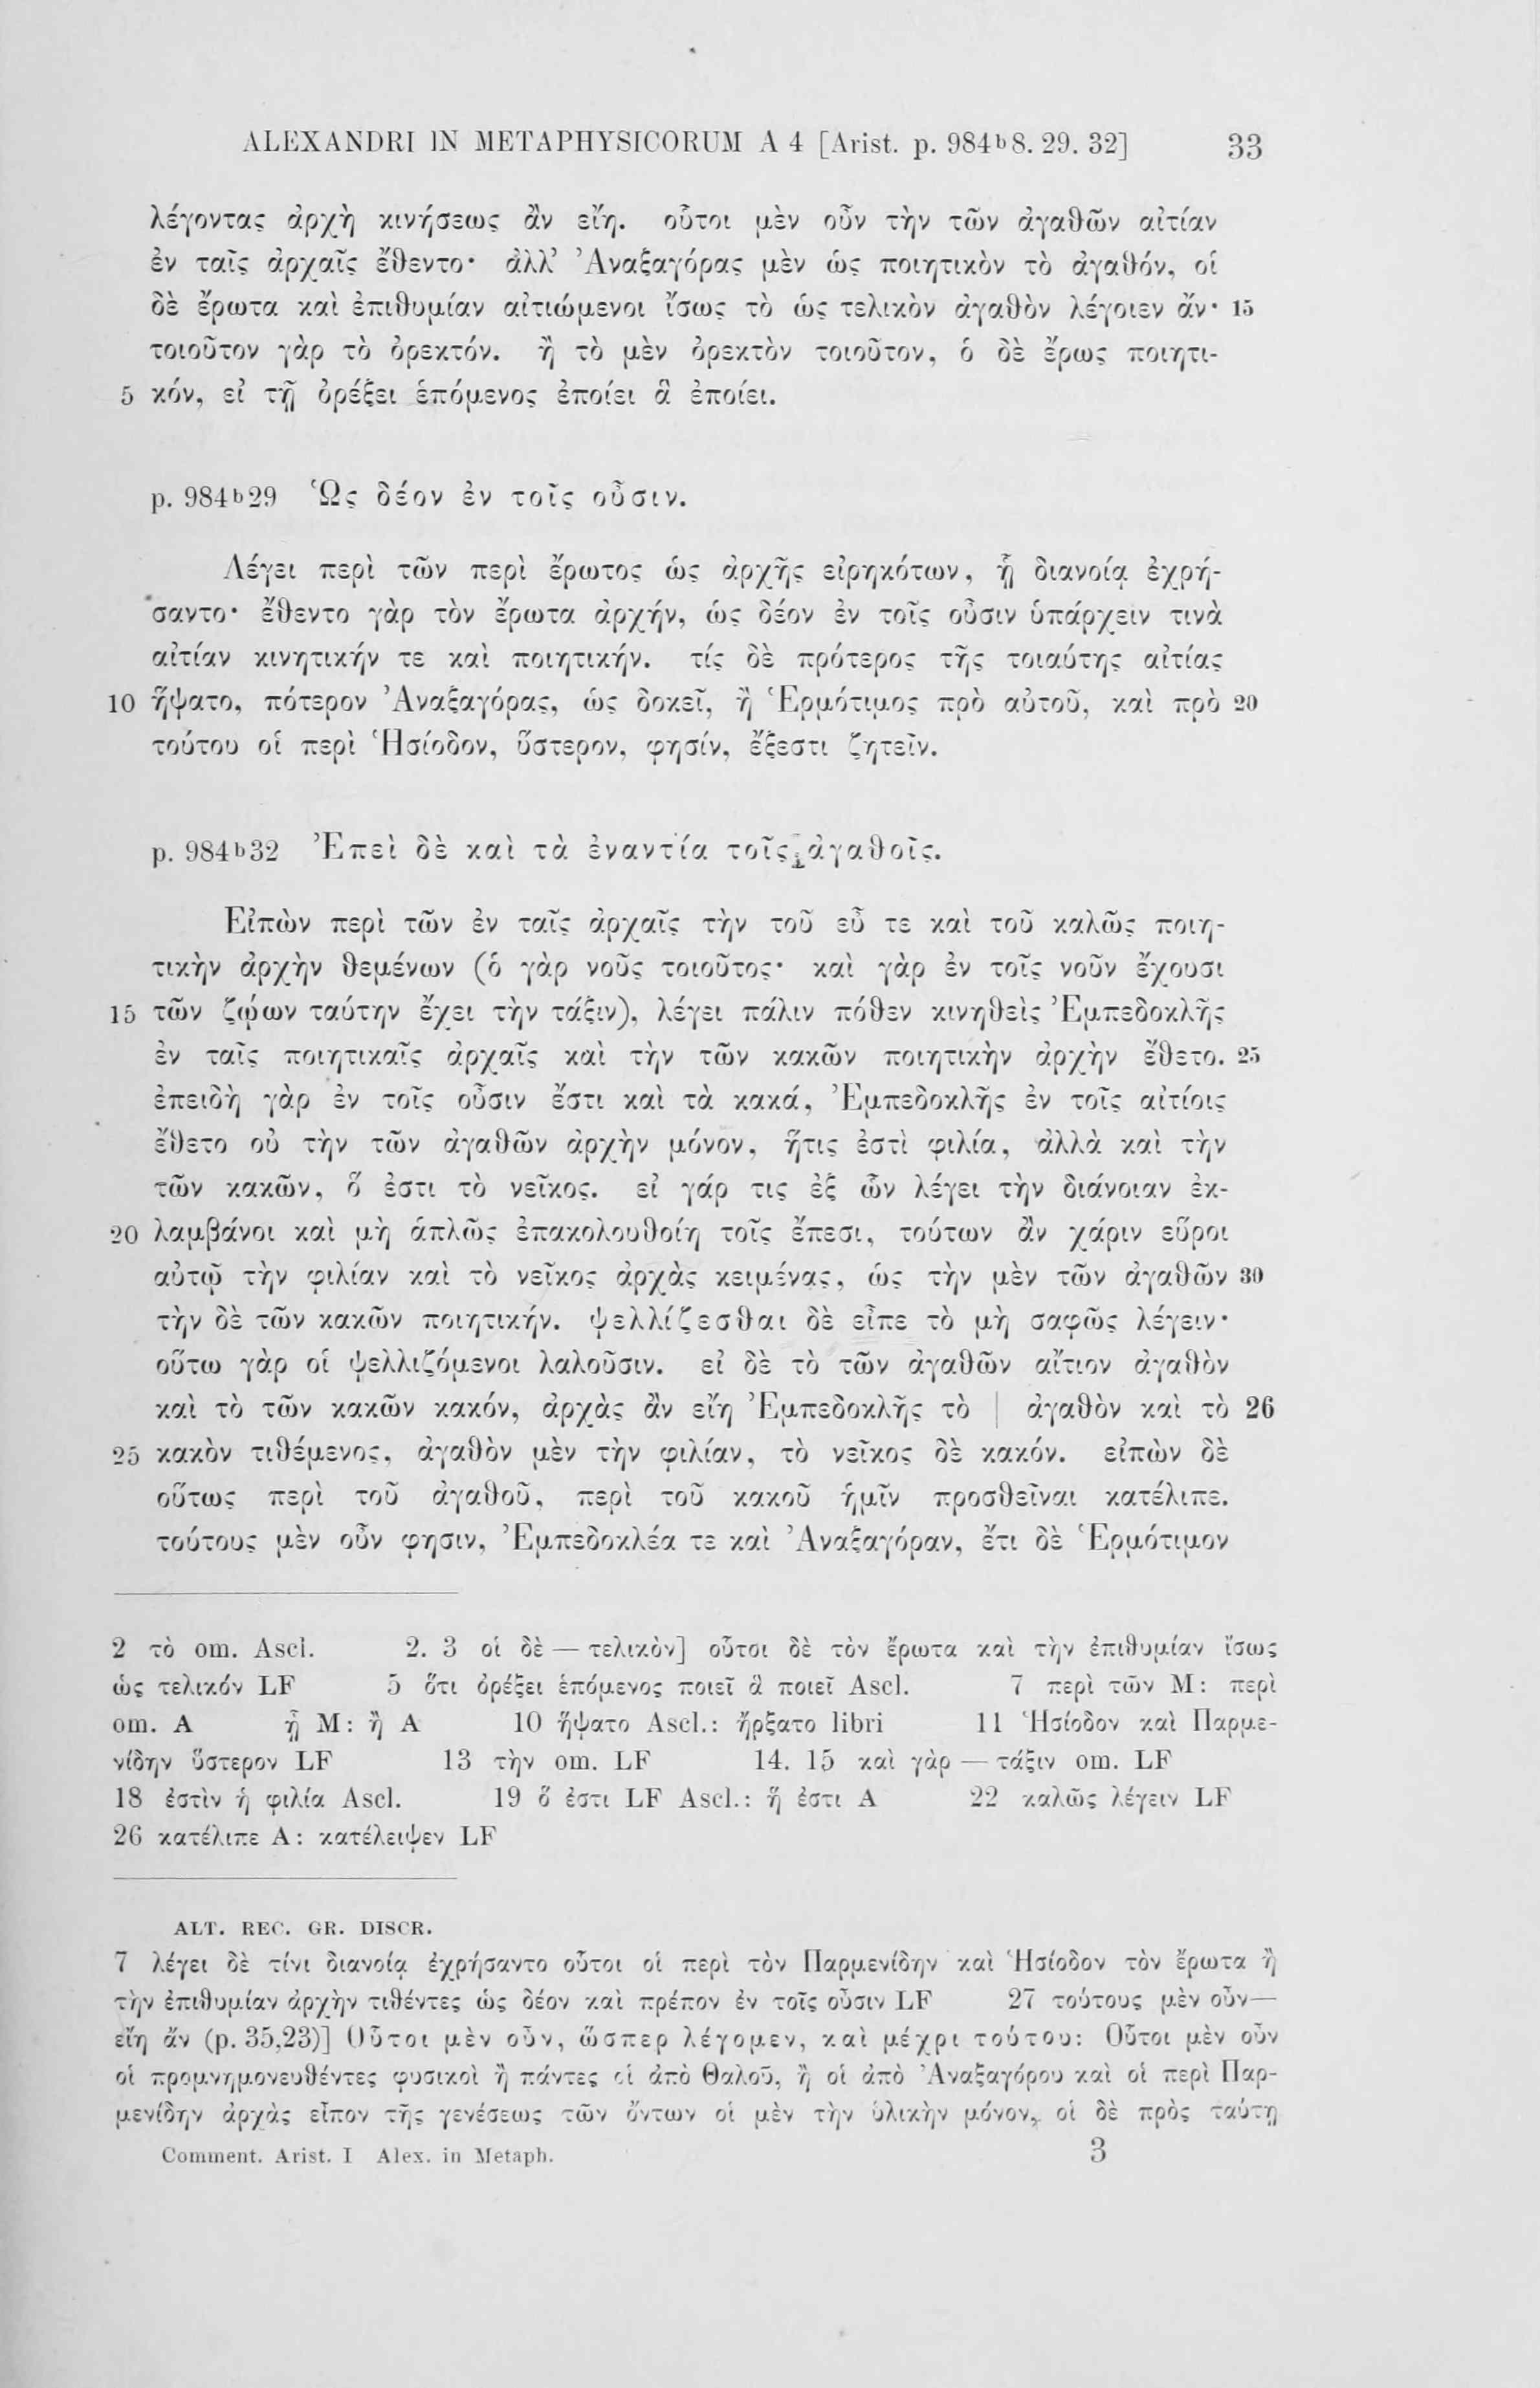 ALEXANDRI IN METAPHYSICORUM A 4 [Arist. p. 984b8. 29. 32] 33
λέγοντας ἀρχὴ κινήσεως ἂν εἴη. οὗτοι μὲν οὖν τὴν τῶν ἀγαθῶν αἰτίαν
ἐν ταῖς ἀρχαῖς ἔθεντο· ἀλλ’ Ἀναξαγόρας μὲν ὡς ποιητικὸν τὸ ἀγαθόν, οἱ
δὲ ἔρωτα καὶ ἐπιθυμίαν αἰτιώμενοι ἴσως τὸ ὡς τελικὸν ἀγαθὸν λέγοιεν ἄν· 15
τοιοῦτον γὰρ τὸ ὀρεκτόν. ἢ τὸ μὲν ὀρεκτὸν τοιοῦτον, ὁ δὲ ἔρως ποιητι-
5 κόν, εἰ τῇ ὀρέξει ἑπόμενος ἐποίει ἃ ἐποίει.
p. 984b29 Ὡς δέον ἐν τοῖς οὖσιν.
Λέγει περὶ τῶν περὶ ἔρωτος ὡς ἀρχῆς εἰρηκότων, ᾗ διανοίᾳ ἐχρή-
σαντο· ἔθεντο γὰρ τὸν ἔρωτα ἀρχήν, ὡς δέον ἐν τοῖς οὖσιν ὑπάρχειν τινὰ
αἰτίαν κινητικήν τε καὶ ποιητικήν. τίς δὲ πρότερος τῆς τοιαύτης αἰτίας
10 ἥψατο, πότερον Ἀναξαγόρας, ὡς δοκεῖ, ἢ Ἑρμότιμος πρὸ αὐτοῦ, καὶ πρὸ 20
τούτου οἱ περὶ Ἡσίοδον, ὕστερον, φησίν, ἔξεστι ζητεῖν.
p. 984b32 Ἐπεὶ δὲ καὶ τὰ ἐναντία τοῖς ἀγαθοῖς.
Εἰπὼν περὶ τῶν ἐν ταῖς ἀρχαῖς τὴν τοῦ εὖ τε καὶ τοῦ καλῶς ποιη-
τικὴν ἀρχὴν θεμένων (ὁ γὰρ νοῦς τοιοῦτος· καὶ γὰρ ἐν τοῖς νοῦν ἔχουσι
15 τῶν ζῴων ταύτην ἔχει τὴν τάξιν), λέγει πάλιν πόθεν κινηθεὶς Ἐμπεδοκλῆς
ἐν ταῖς ποιητικαῖς ἀρχαῖς καὶ τὴν τῶν κακῶν ποιητικὴν ἀρχὴν ἔθετο. 25
ἐπειδὴ γὰρ ἐν τοῖς οὖσιν ἔστι καὶ τὰ κακά, Ἐμπεδοκλῆς ἐν τοῖς αἰτίοις
ἔθετο οὐ τὴν τῶν ἀγαθῶν ἀρχὴν μόνον, ἥτις ἐστὶ φιλία, ἀλλὰ καὶ τὴν
τῶν κακῶν, ὅ ἐστι τὸ νεῖκος. εἰ γάρ τις ἐξ ὧν λέγει τὴν διάνοιαν ἐκ-
20 λαμβάνοι καὶ μὴ ἁπλῶς ἐπακολουθοίη τοῖς ἔπεσι, τούτων ἂν χάριν εὕροι
αὐτῷ τὴν φιλίαν καὶ τὸ νεῖκος ἀρχὰς κειμένας, ὡς τὴν μὲν τῶν ἀγαθῶν 30
τὴν δὲ τῶν κακῶν ποιητικήν. ψελλίζεσθαι δὲ εἶπε τὸ μὴ σαφῶς λέγειν·
οὕτω γὰρ οἱ ψελλιζόμενοι λαλοῦσιν. εἰ δὲ τὸ τῶν ἀγαθῶν αἴτιον ἀγαθὸν
καὶ τὸ τῶν κακῶν κακόν, ἀρχὰς ἂν εἴη Ἐμπεδοκλῆς τὸ | ἀγαθὸν καὶ τὸ 26
25 κακὸν τιθέμενος, ἀγαθὸν μὲν τὴν φιλίαν, τὸ νεῖκος δὲ κακόν. εἰπὼν δὲ
οὕτως περὶ τοῦ ἀγαθοῦ, περὶ τοῦ κακοῦ ἡμῖν προσθεῖναι κατέλιπε.
τούτους μὲν οὖν φησιν, Ἐμπεδοκλέα τε καὶ Ἀναξαγόραν, ἔτι δὲ Ἑρμότιμον
2 τὸ om. Ascl. 2. 3 οἱ δὲ — τελικὸν] οὗτοι δὲ τὸν ἔρωτα καὶ τὴν ἐπιθυμίαν ἴσως
ὡς τελικόν LF 5 ὅτι ὀρέξει ἑπόμενος ποιεῖ ἃ ποιεῖ Ascl. 7 περὶ τῶν M: περὶ
om. A ᾗ M: ἢ A 10 ἥψατο Ascl.: ἤρξατο libri 11 Ἡσίοδον καὶ Παρμε-
νίδην ὕστερον LF 13 τὴν om. LF 14. 15 καὶ γὰρ — τάξιν om. LF
18 ἐστὶν ἡ φιλία Ascl. 19 ὅ ἐστι LF Ascl.: ἥ ἐστι A 22 καλῶς λέγειν LF
26 κατέλιπε A: κατέλειψεν LF
ALT. REC. GR. DISCR.
7 λέγει δὲ τίνι διανοίᾳ ἐχρήσαντο οὗτοι οἱ περὶ τὸν Παρμενίδην καὶ Ἡσίοδον τὸν ἔρωτα ἢ
τὴν ἐπιθυμίαν ἀρχὴν τιθέντες ὡς δέον καὶ πρέπον ἐν τοῖς οὖσιν LF 27 τούτους μὲν οὖν—
εἴη ἄν (p. 35,23)] Οὗτοι μὲν οὖν, ὥσπερ λέγομεν, καὶ μέχρι τούτου: Οὗτοι μὲν οὖν
οἱ προμνημονευθέντες φυσικοὶ ἢ πάντες οἱ ἀπὸ Θαλοῦ, ἢ οἱ ἀπὸ Ἀναξαγόρου καὶ οἱ περὶ Παρ-
μενίδην ἀρχὰς εἶπον τῆς γενέσεως τῶν ὄντων οἱ μὲν τὴν ὑλικὴν μόνον, οἱ δὲ πρὸς ταύτῃ
Comment. Arist. I Alex. in Metaph. 3